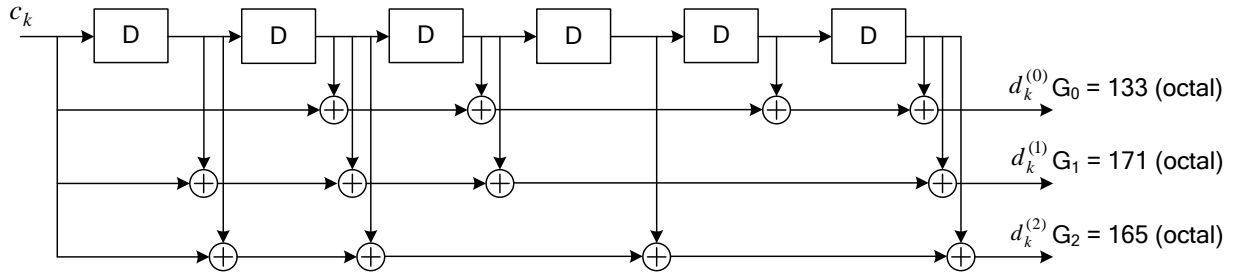 c_k
D D D D D D
d_k^{(0)} G₀ = 133 (octal)
d_k^{(1)} G₁ = 171 (octal)
d_k^{(2)} G₂ = 165 (octal)